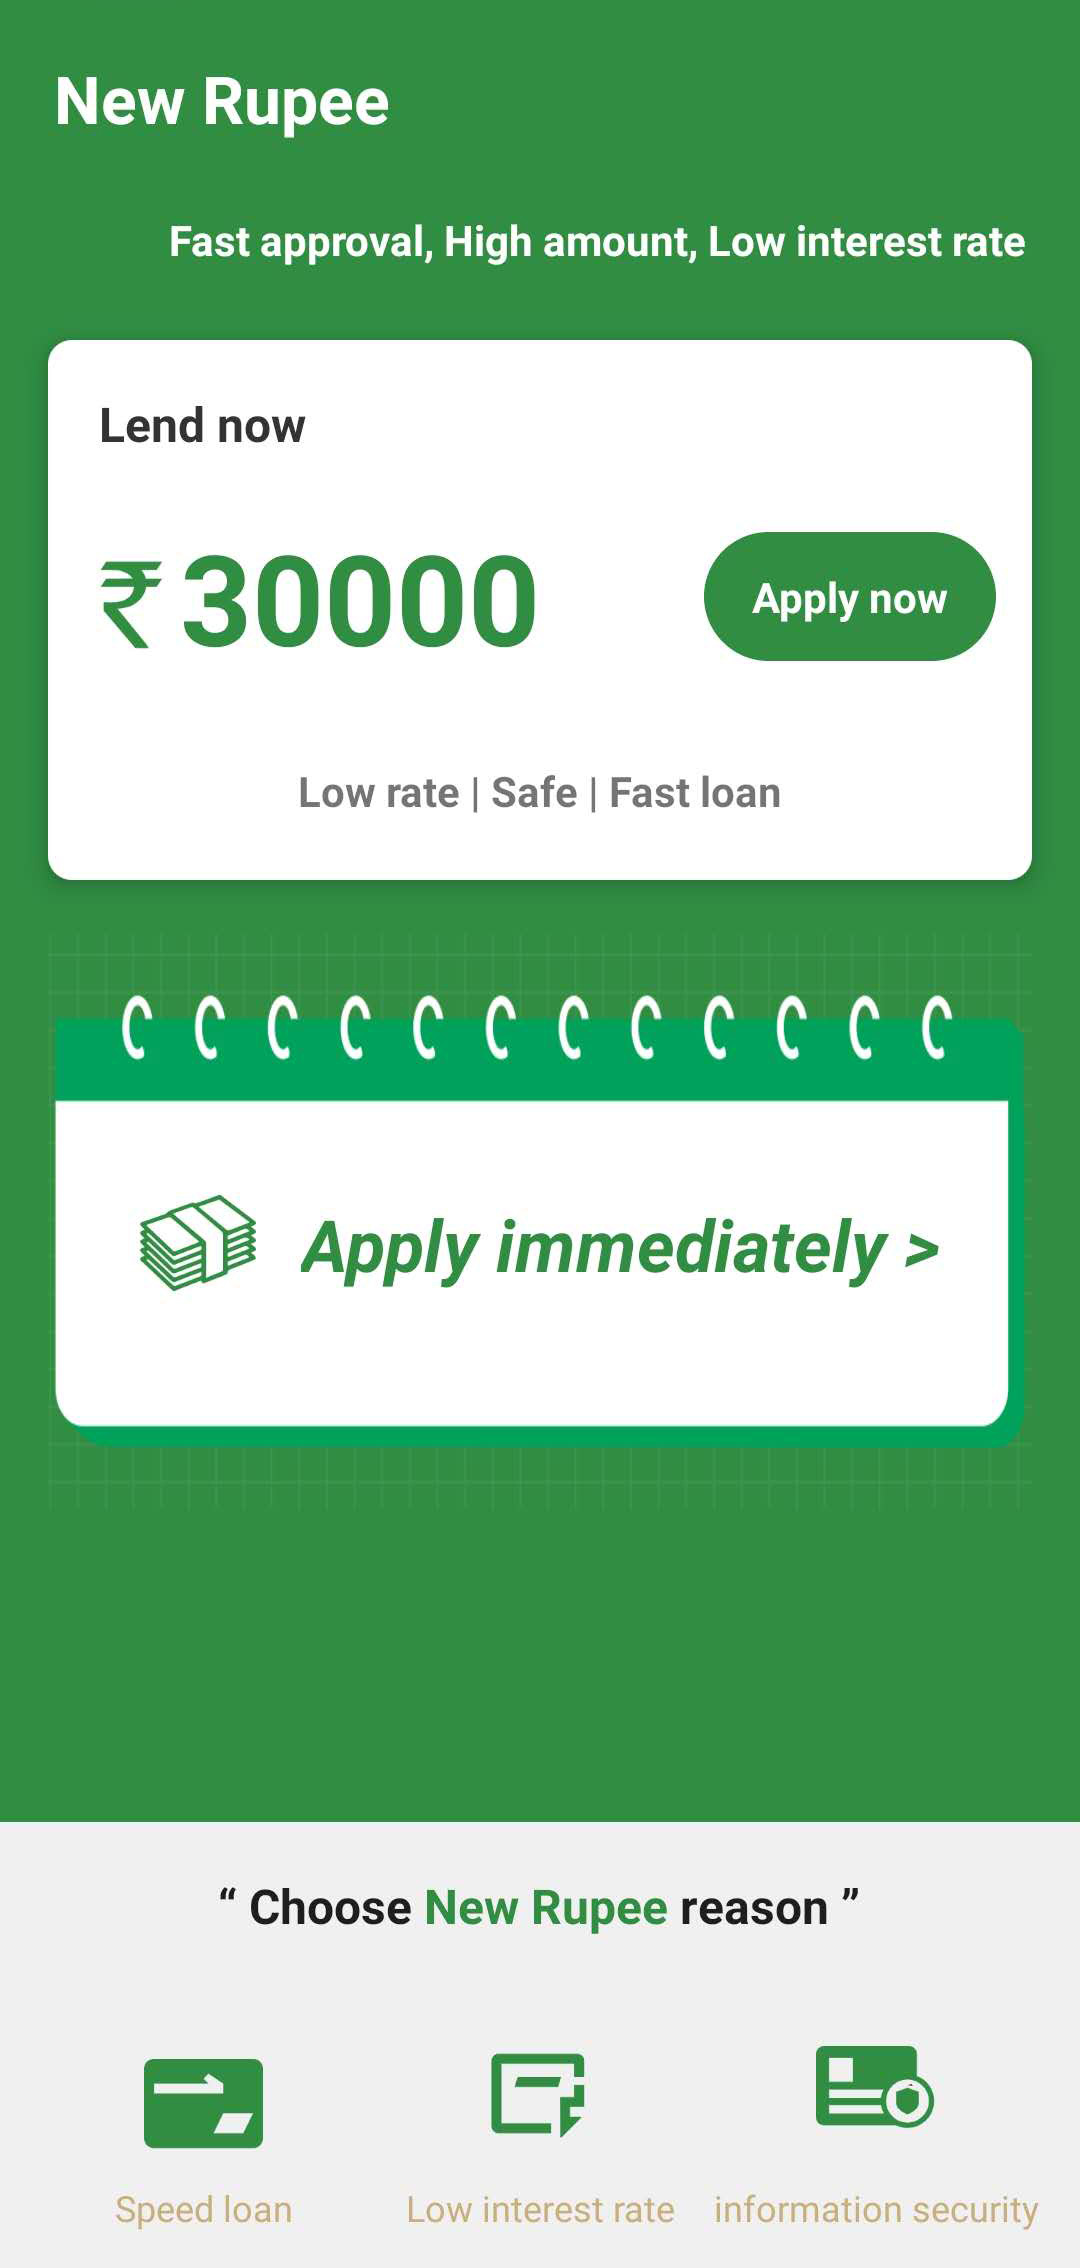 New Rupee
Fast approval, High amount, Low interest rate
Lend now
₹ 30000
Apply now
Low rate | Safe | Fast loan
Apply immediately >
“ Choose New Rupee reason ”
Speed loan
Low interest rate
information security